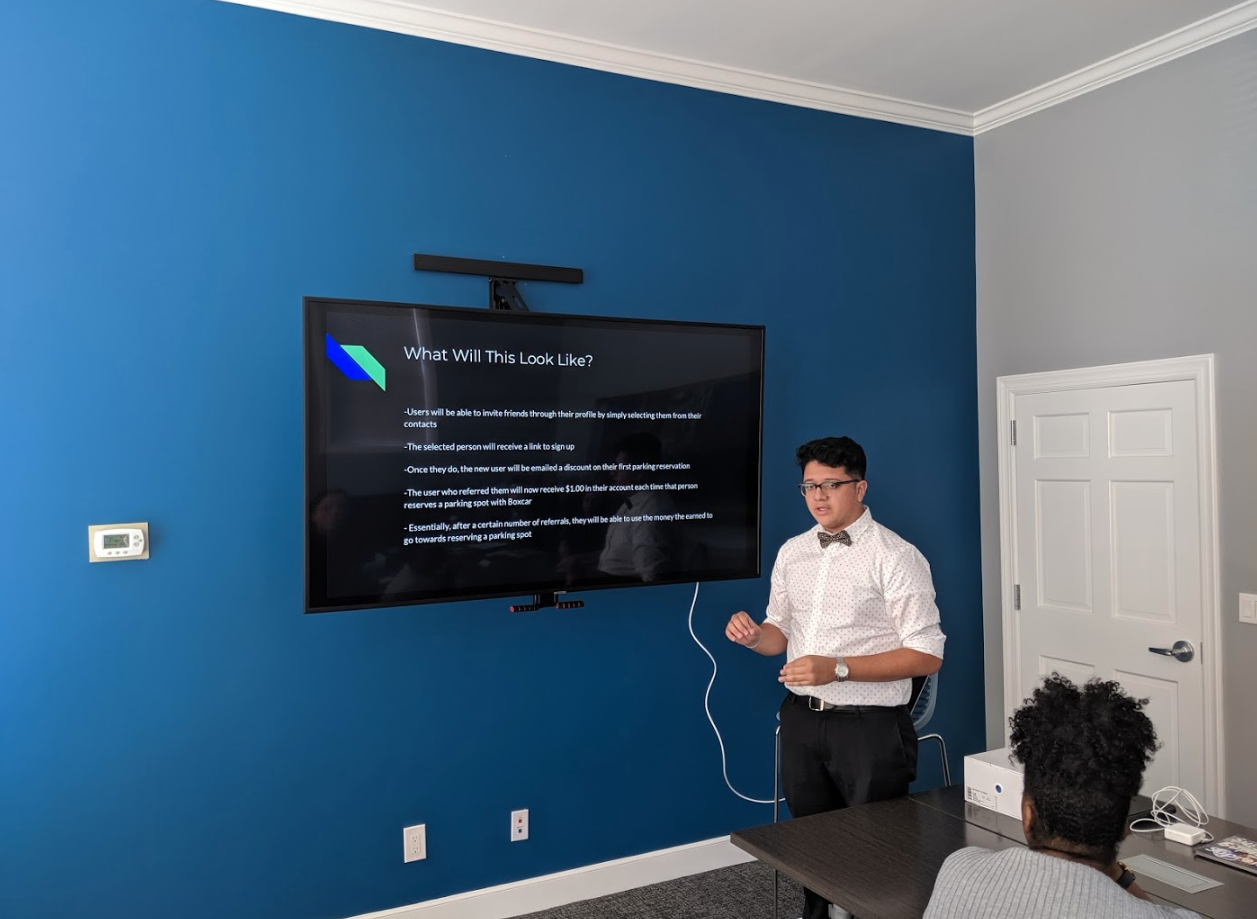 What Will This Look Like?
-Users will be able to invite friends through their profile by simply selecting them from their
contacts
-The selected person will receive a link to sign up
-Once they do, the new user will be emailed a discount on their first parking reservation
-The user who referred them will now receive $1.00 in their account each time that person
reserves a parking spot with Boxcar
- Essentially, after a certain number of referrals, they will be able to use the money the earned to
go towards reserving a parking spot